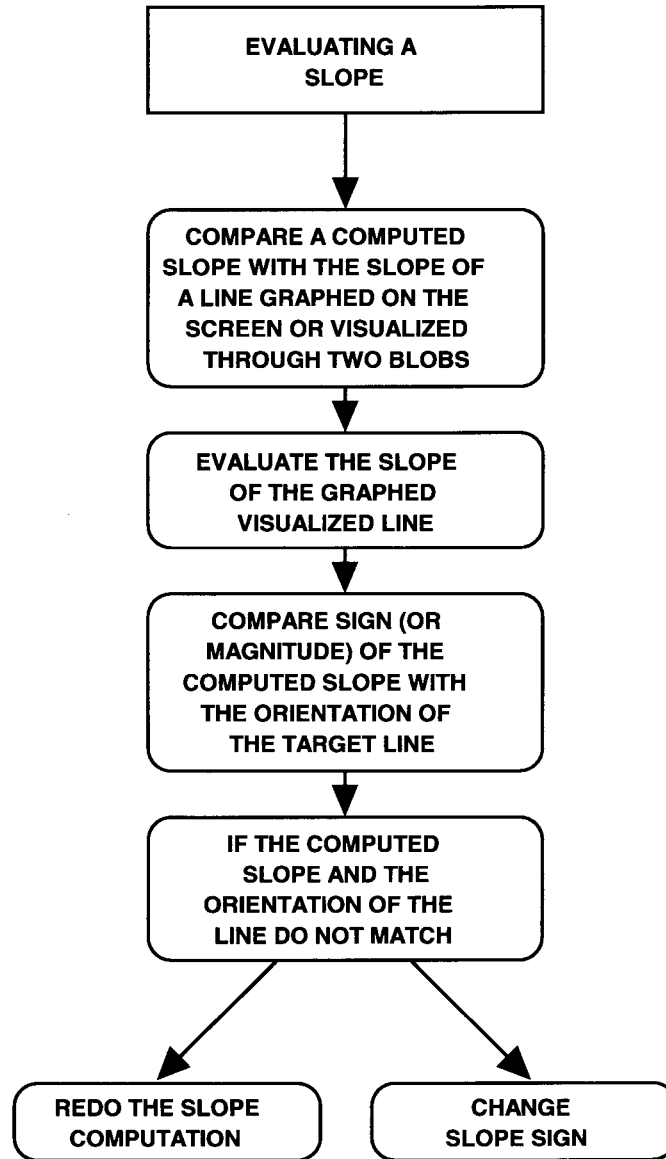 EVALUATING A
SLOPE
COMPARE A COMPUTED
SLOPE WITH THE SLOPE OF
A LINE GRAPHED ON THE
SCREEN OR VISUALIZED
THROUGH TWO BLOBS
EVALUATE THE SLOPE
OF THE GRAPHED
VISUALIZED LINE
COMPARE SIGN (OR
MAGNITUDE) OF THE
COMPUTED SLOPE WITH
THE ORIENTATION OF
THE TARGET LINE
IF THE COMPUTED
SLOPE AND THE
ORIENTATION OF THE
LINE DO NOT MATCH
REDO THE SLOPE
COMPUTATION
CHANGE
SLOPE SIGN